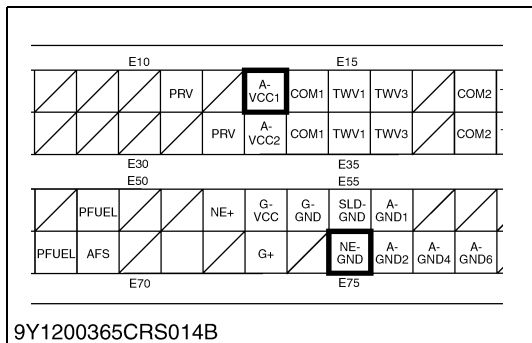 E10 E15
PRV A-VCC1 COM1 TWV1 TWV3 COM2
PRV A-VCC2 COM1 TWV1 TWV3 COM2
E30 E35
E50 E55
PFUEL NE+ G-VCC G-GND SLD-GND A-GND1
PFUEL AFS G+ NE-GND A-GND2 A-GND4 A-GND6
E70 E75
9Y1200365CRS014B